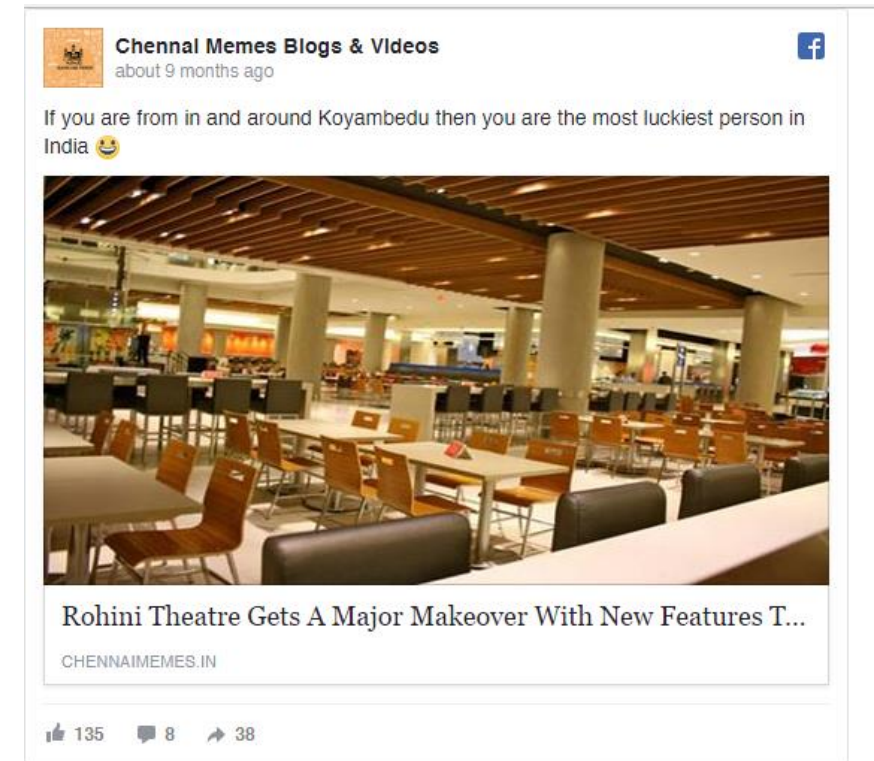 Chennai Memes Blogs & Videos
about 9 months ago
If you are from in and around Koyambedu then you are the most luckiest person in
India 😀
Rohini Theatre Gets A Major Makeover With New Features T...
CHENNAIMEMES.IN
135 8 38